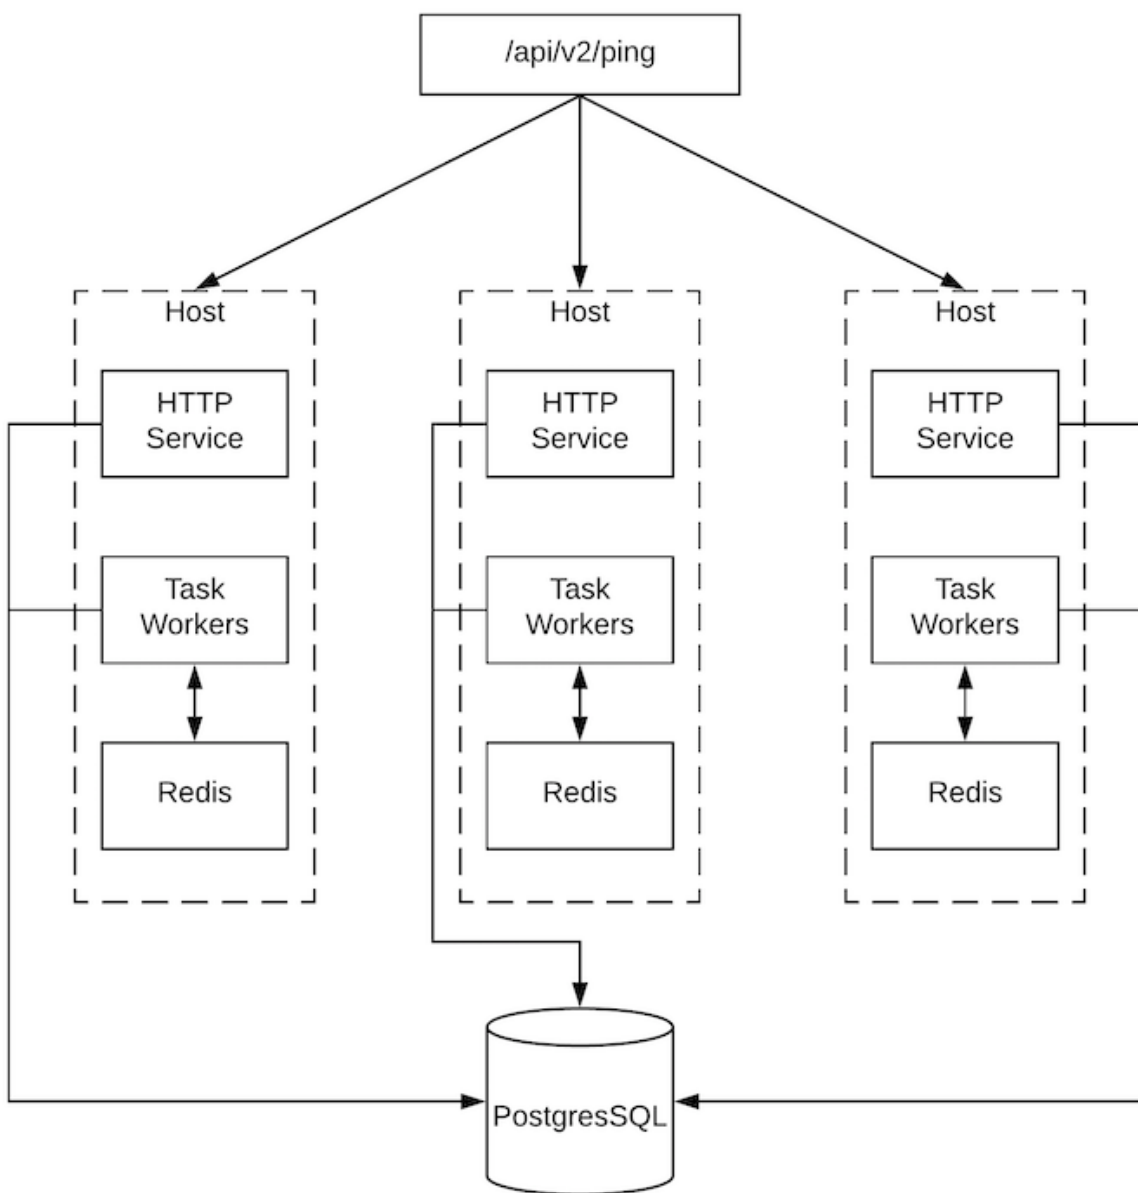 /api/v2/ping
Host
Host
Host
HTTP
Service
HTTP
Service
HTTP
Service
Task
Workers
Task
Workers
Task
Workers
Redis
Redis
Redis
PostgresSQL